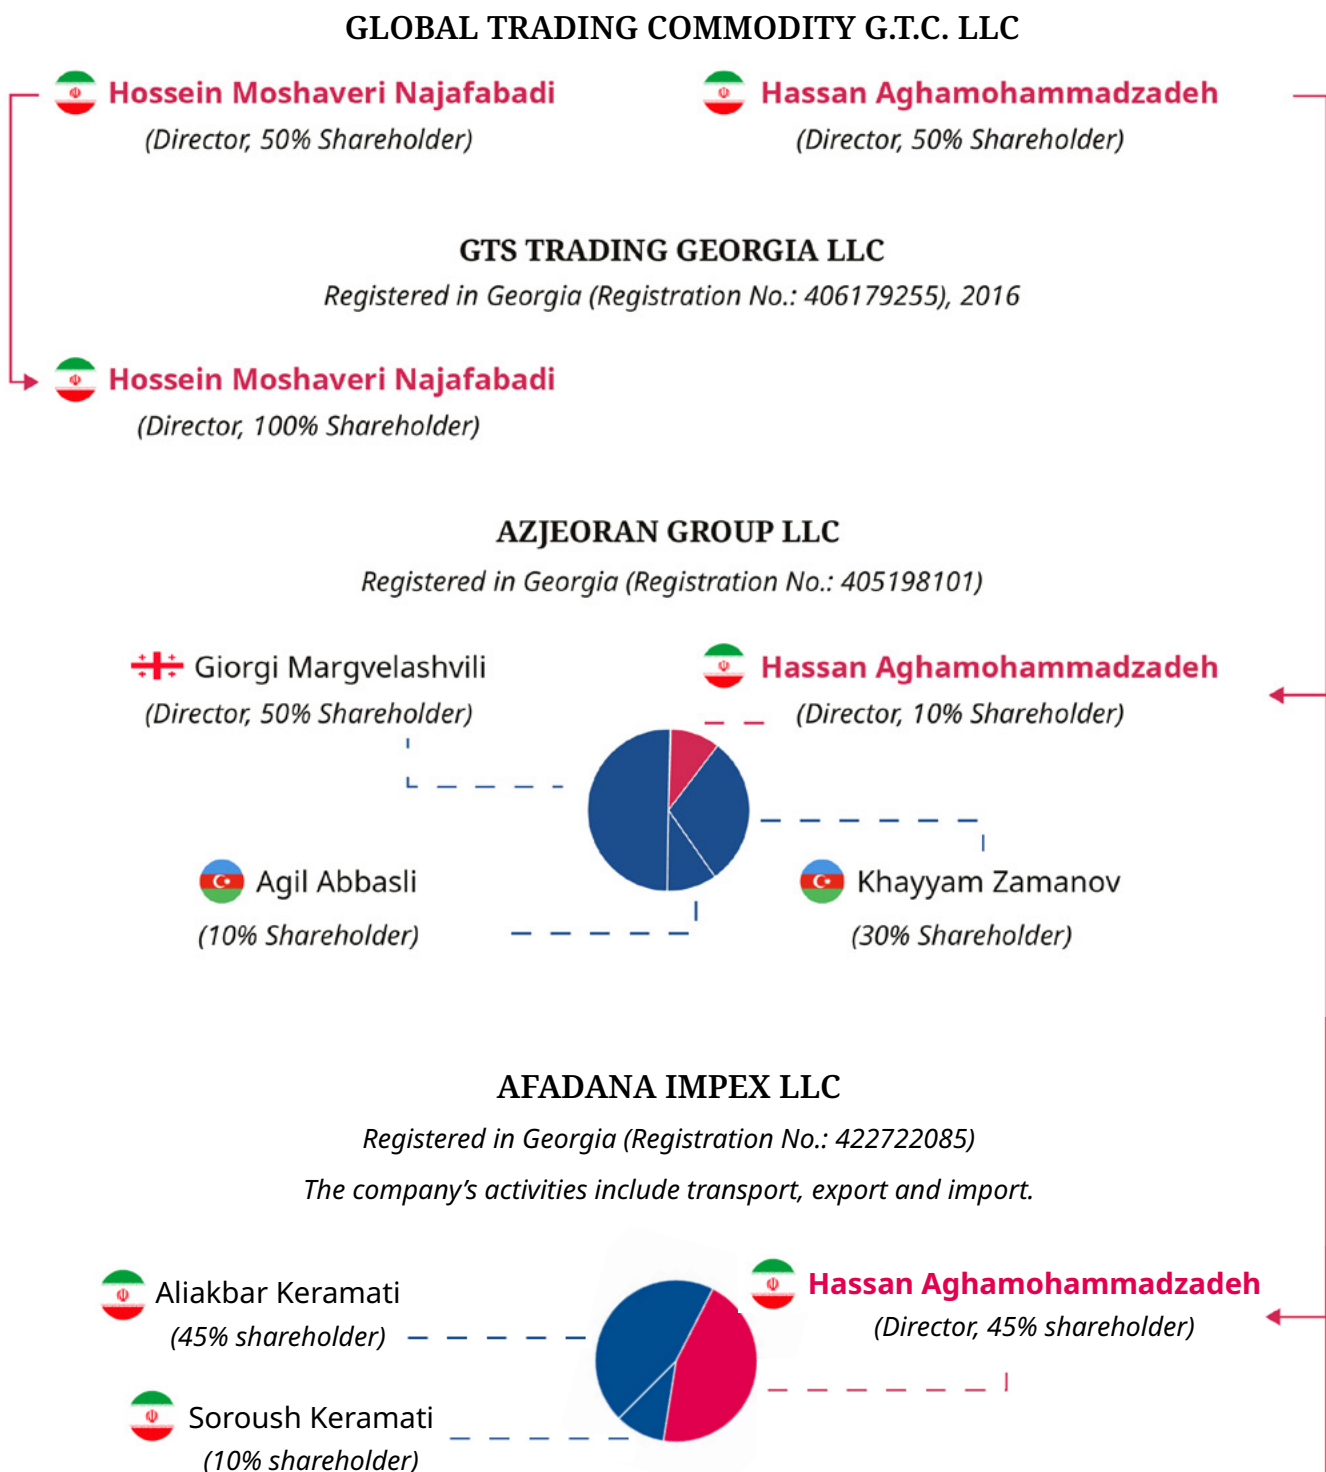 GLOBAL TRADING COMMODITY G.T.C. LLC
Hossein Moshaveri Najafabadi
(Director, 50% Shareholder)
Hassan Aghamohammadzadeh
(Director, 50% Shareholder)
GTS TRADING GEORGIA LLC
Registered in Georgia (Registration No.: 406179255), 2016
Hossein Moshaveri Najafabadi
(Director, 100% Shareholder)
AZJEORAN GROUP LLC
Registered in Georgia (Registration No.: 405198101)
Giorgi Margvelashvili
(Director, 50% Shareholder)
Hassan Aghamohammadzadeh
(Director, 10% Shareholder)
Agil Abbasli
(10% Shareholder)
Khayyam Zamanov
(30% Shareholder)
AFADANA IMPEX LLC
Registered in Georgia (Registration No.: 422722085)
The company’s activities include transport, export and import.
Aliakbar Keramati
(45% shareholder)
Hassan Aghamohammadzadeh
(Director, 45% shareholder)
Soroush Keramati
(10% shareholder)